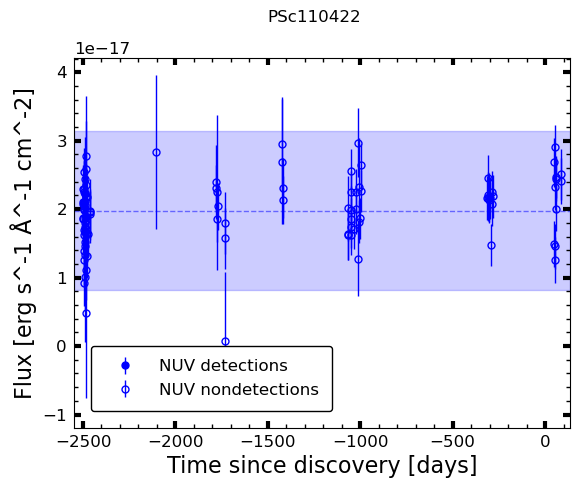 PSc110422
1e−17
4
3
2
1
0
−1
Flux [erg s^-1 Å^-1 cm^-2]
NUV detections
NUV nondetections
−2500 −2000 −1500 −1000 −500 0
Time since discovery [days]